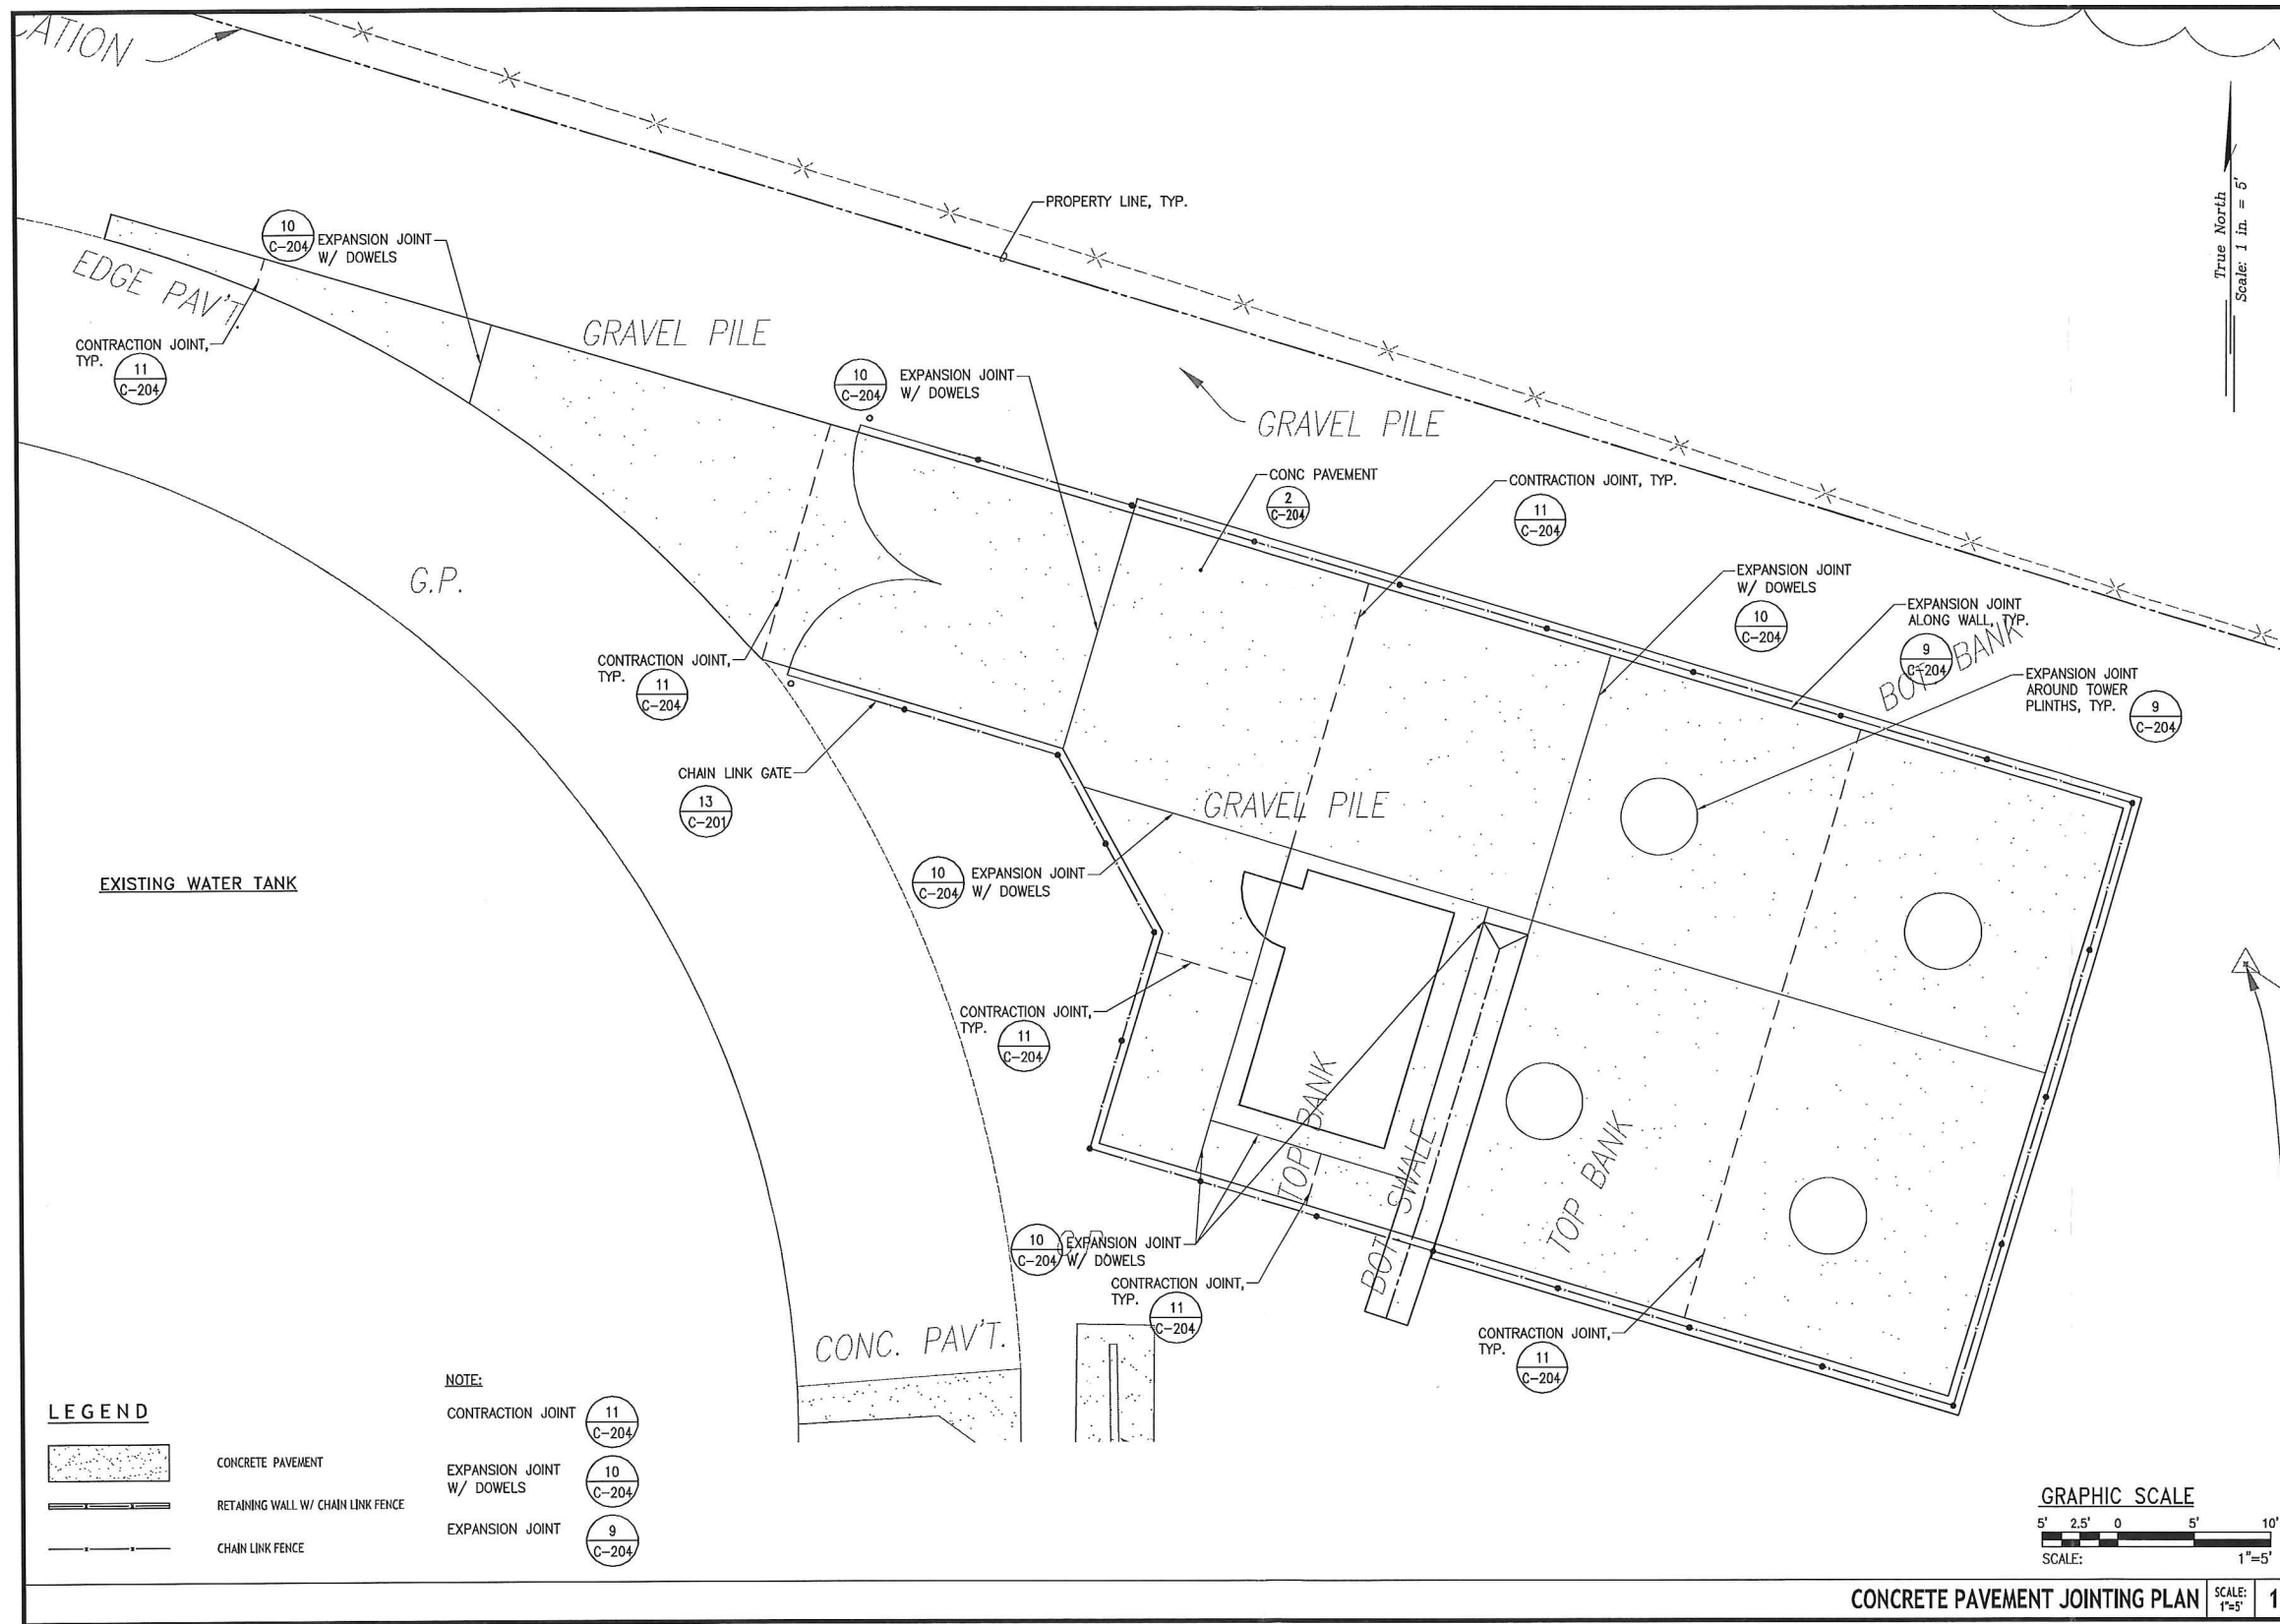 True North
Scale: 1 in. = 5'
PROPERTY LINE, TYP.
10
C-204
EXPANSION JOINT
W/ DOWELS
EDGE PAV'T.
CONTRACTION JOINT,
TYP.
11
C-204
GRAVEL PILE
10
C-204
EXPANSION JOINT
W/ DOWELS
GRAVEL PILE
CONC PAVEMENT
2
C-204
CONTRACTION JOINT, TYP.
11
C-204
G.P.
EXPANSION JOINT
W/ DOWELS
10
C-204
EXPANSION JOINT
ALONG WALL, TYP.
9
C-204
BOT. BANK
EXPANSION JOINT
AROUND TOWER
PLINTHS, TYP.
9
C-204
CONTRACTION JOINT,
TYP.
11
C-204
CHAIN LINK GATE
13
C-201
GRAVEL PILE
EXISTING WATER TANK
10
C-204
EXPANSION JOINT
W/ DOWELS
CONTRACTION JOINT,
TYP.
11
C-204
TOP BANK
BOT SWALE
TOP BANK
10
C-204
EXPANSION JOINT
W/ DOWELS
CONTRACTION JOINT,
TYP.
11
C-204
CONTRACTION JOINT,
TYP.
11
C-204
CONC. PAV'T.
LEGEND
CONCRETE PAVEMENT
RETAINING WALL W/ CHAIN LINK FENCE
CHAIN LINK FENCE
NOTE:
CONTRACTION JOINT
11
C-204
EXPANSION JOINT
W/ DOWELS
10
C-204
EXPANSION JOINT
9
C-204
GRAPHIC SCALE
5' 2.5' 0 5' 10'
SCALE: 1"=5'
CONCRETE PAVEMENT JOINTING PLAN
SCALE:
1"=5'
1